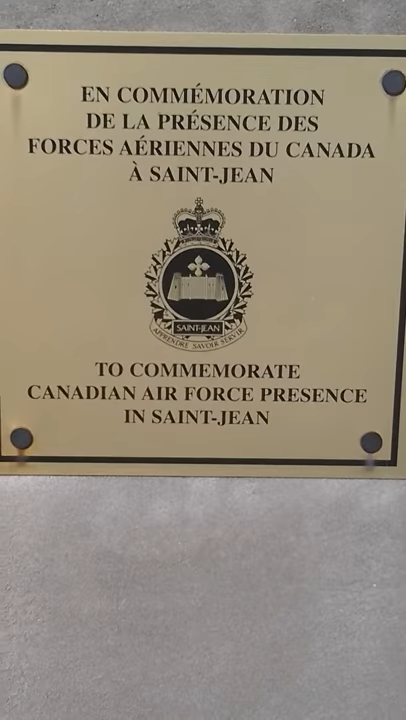 EN COMMÉMORATION
DE LA PRÉSENCE DES
FORCES AÉRIENNES DU CANADA
À SAINT-JEAN
SAINT-JEAN
APPRENDRE SAVOIR SERVIR
TO COMMEMORATE
CANADIAN AIR FORCE PRESENCE
IN SAINT-JEAN